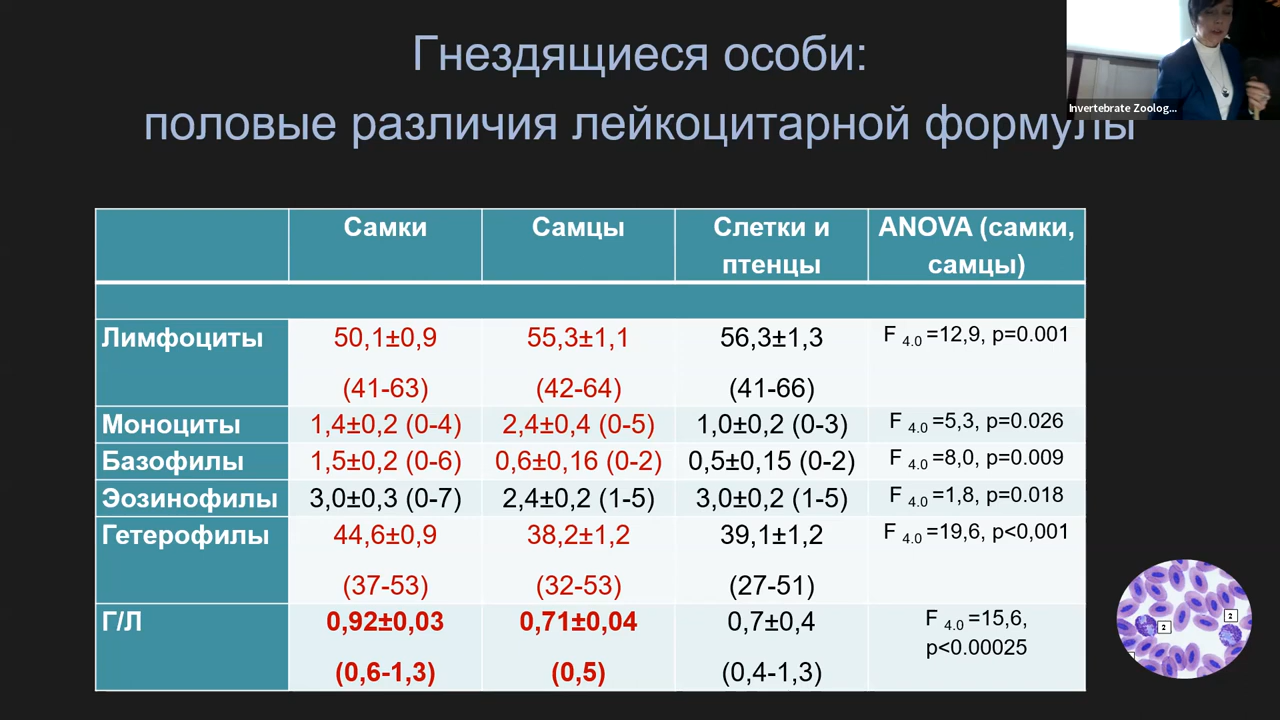 Гнездящиеся особи:
половые различия лейкоцитарной формулы
Invertebrate Zoolog...
Самки Самцы Слетки и птенцы ANOVA (самки, самцы)
Лимфоциты 50,1±0,9 55,3±1,1 56,3±1,3 F 4.0 =12,9, p=0.001
(41-63) (42-64) (41-66)
Моноциты 1,4±0,2 (0-4) 2,4±0,4 (0-5) 1,0±0,2 (0-3) F 4.0 =5,3, p=0.026
Базофилы 1,5±0,2 (0-6) 0,6±0,16 (0-2) 0,5±0,15 (0-2) F 4.0 =8,0, p=0.009
Эозинофилы 3,0±0,3 (0-7) 2,4±0,2 (1-5) 3,0±0,2 (1-5) F 4.0 =1,8, p=0.018
Гетерофилы 44,6±0,9 38,2±1,2 39,1±1,2 F 4.0 =19,6, p<0,001
(37-53) (32-53) (27-51)
Г/Л 0,92±0,03 0,71±0,04 0,7±0,4 F 4.0 =15,6, p<0.00025
(0,6-1,3) (0,5) (0,4-1,3)
2
2